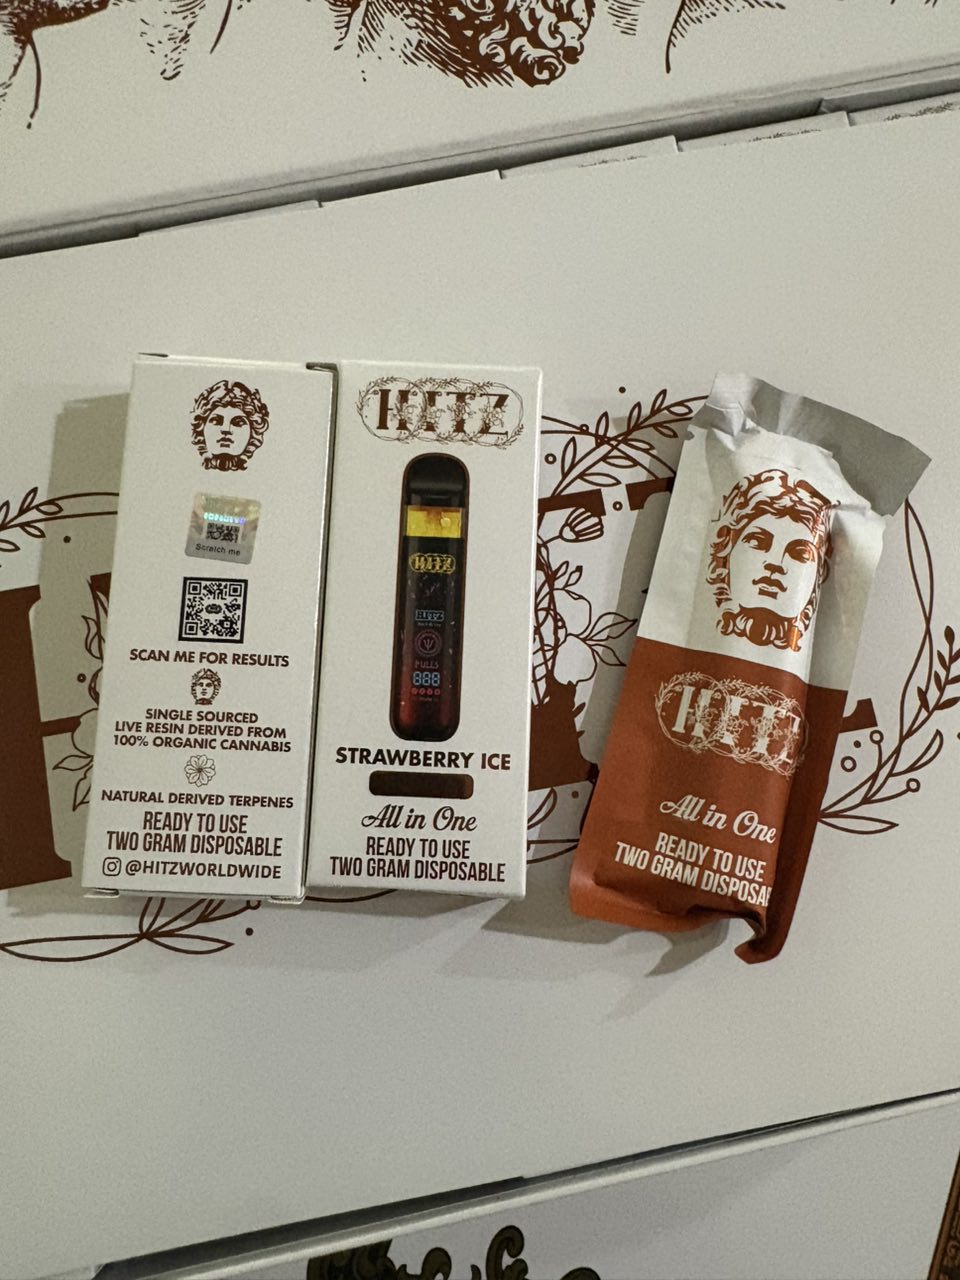 Scratch me
SCAN ME FOR RESULTS
SINGLE SOURCED
LIVE RESIN DERIVED FROM
100% ORGANIC CANNABIS
NATURAL DERIVED TERPENES
READY TO USE
TWO GRAM DISPOSABLE
@HITZWORLDWIDE
HITZ
HITZ
HITZ
PULLS
888
STRAWBERRY ICE
All in One
READY TO USE
TWO GRAM DISPOSABLE
HITZ
All in One
READY TO USE
TWO GRAM DISPOSA